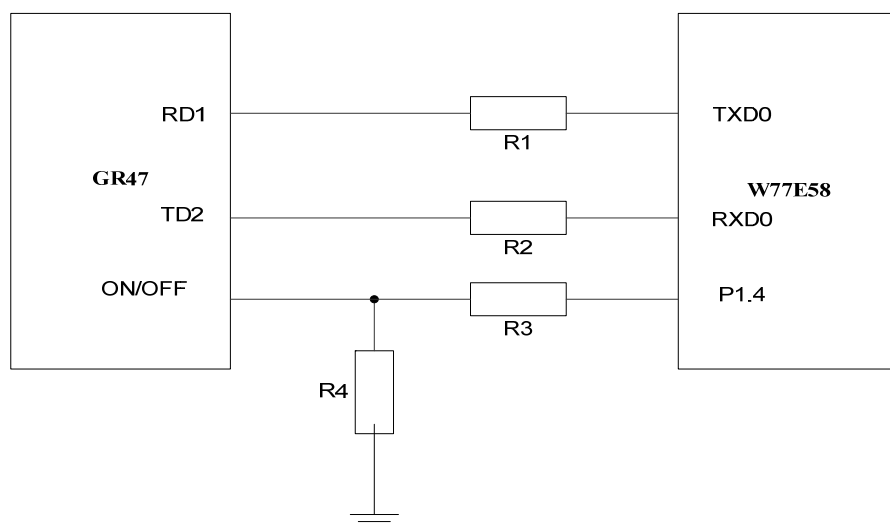 RD1
TXD0
R1
GR47
W77E58
TD2
RXD0
R2
ON/OFF
P1.4
R3
R4